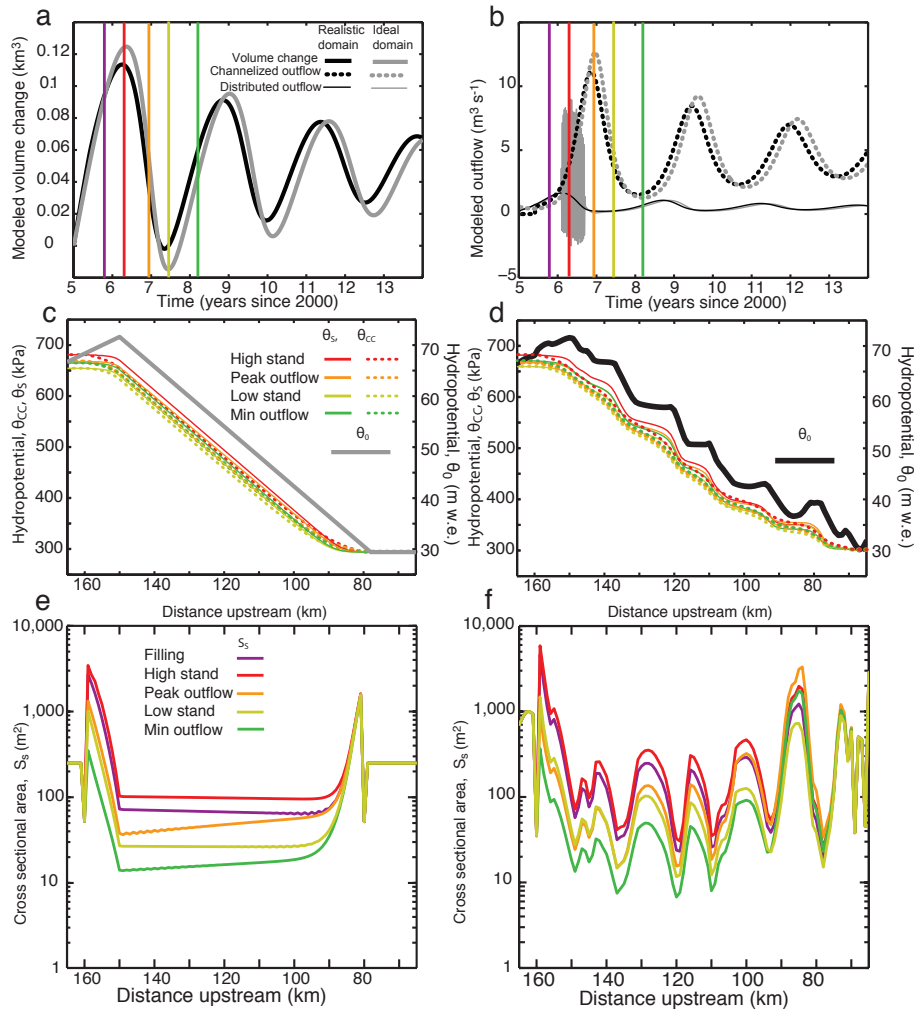 a
Realistic domain
Ideal domain
Volume change
Channelized outflow
Distributed outflow
Modeled volume change (km³)
0.12
0.1
0.08
0.06
0.04
0.02
0
5 6 7 8 9 10 11 12 13
Time (years since 2000)
b
Modeled outflow (m³ s⁻¹)
10
5
0
−5
5 6 7 8 9 10 11 12 13
Time (years since 2000)
c
θS, θCC
High stand
Peak outflow
Low stand
Min outflow
θ0
Hydropotential, θCC, θS (kPa)
700
650
600
550
500
450
400
350
300
Hydropotential, θ0 (m w.e.)
70
60
50
40
30
160 140 120 100 80
Distance upstream (km)
d
θ0
Hydropotential, θCC, θS (kPa)
700
650
600
550
500
450
400
350
300
Hydropotential, θ0 (m w.e.)
70
60
50
40
30
160 140 120 100 80
Distance upstream (km)
e
Ss
Filling
High stand
Peak outflow
Low stand
Min outflow
Cross sectional area, Ss (m²)
10,000
1,000
100
10
1
160 140 120 100 80
Distance upstream (km)
f
Cross sectional area, Ss (m²)
10,000
1,000
100
10
1
160 140 120 100 80
Distance upstream (km)